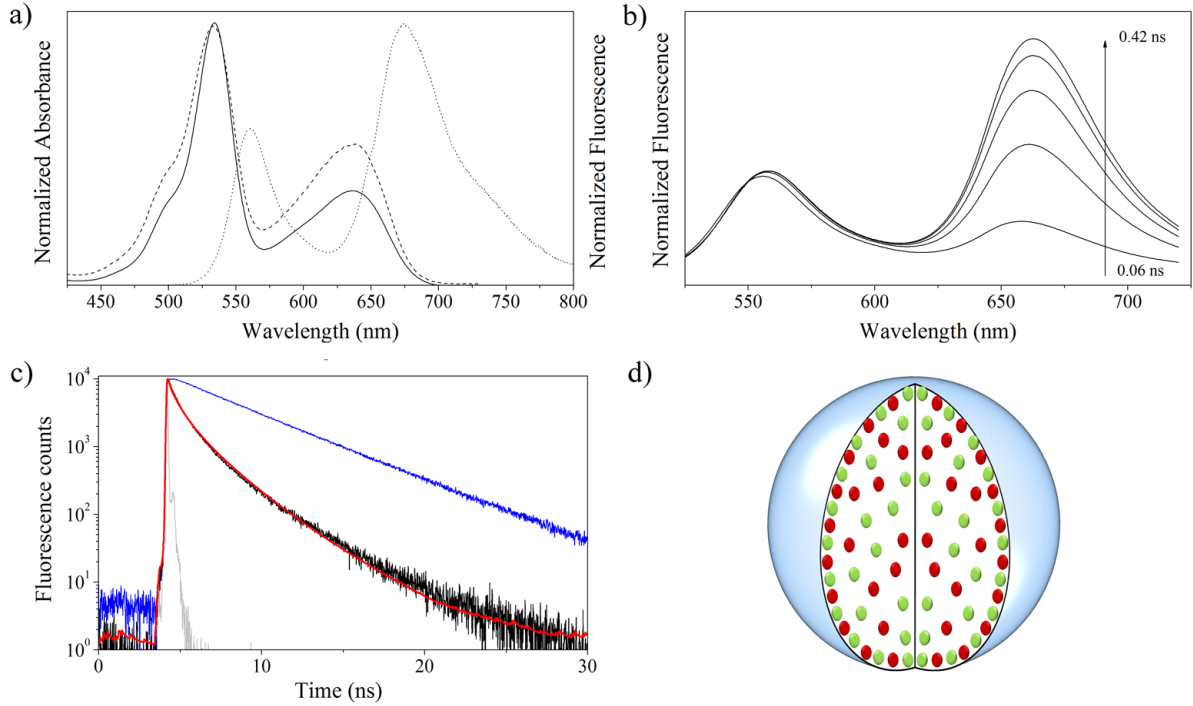 a)
Normalized Absorbance
Normalized Fluorescence
450 500 550 600 650 700 750 800
Wavelength (nm)
b)
Normalized Fluorescence
0.42 ns
0.06 ns
550 600 650 700
Wavelength (nm)
c)
Fluorescence counts
10^4
10^3
10^2
10^1
10^0
0 10 20 30
Time (ns)
d)